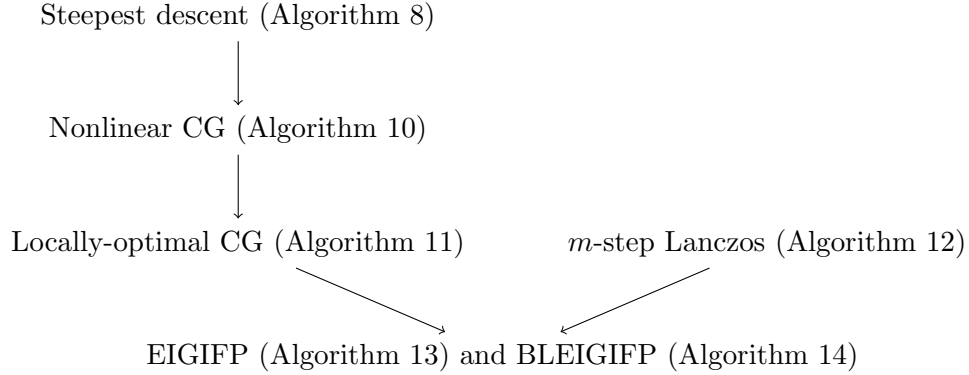 Steepest descent (Algorithm 8)
Nonlinear CG (Algorithm 10)
Locally-optimal CG (Algorithm 11)
m-step Lanczos (Algorithm 12)
EIGIFP (Algorithm 13) and BLEIGIFP (Algorithm 14)